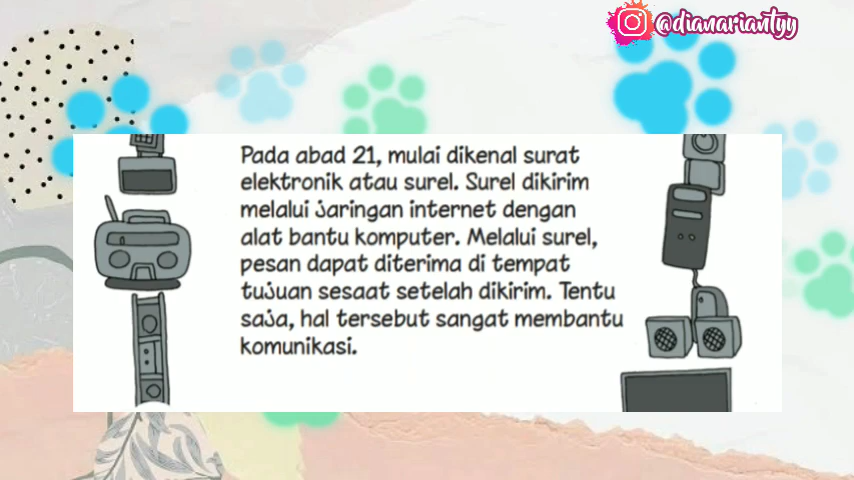 @dianariantyy
Pada abad 21, mulai dikenal surat
elektronik atau surel. Surel dikirim
melalui jaringan internet dengan
alat bantu komputer. Melalui surel,
pesan dapat diterima di tempat
tujuan sesaat setelah dikirim. Tentu
saja, hal tersebut sangat membantu
komunikasi.